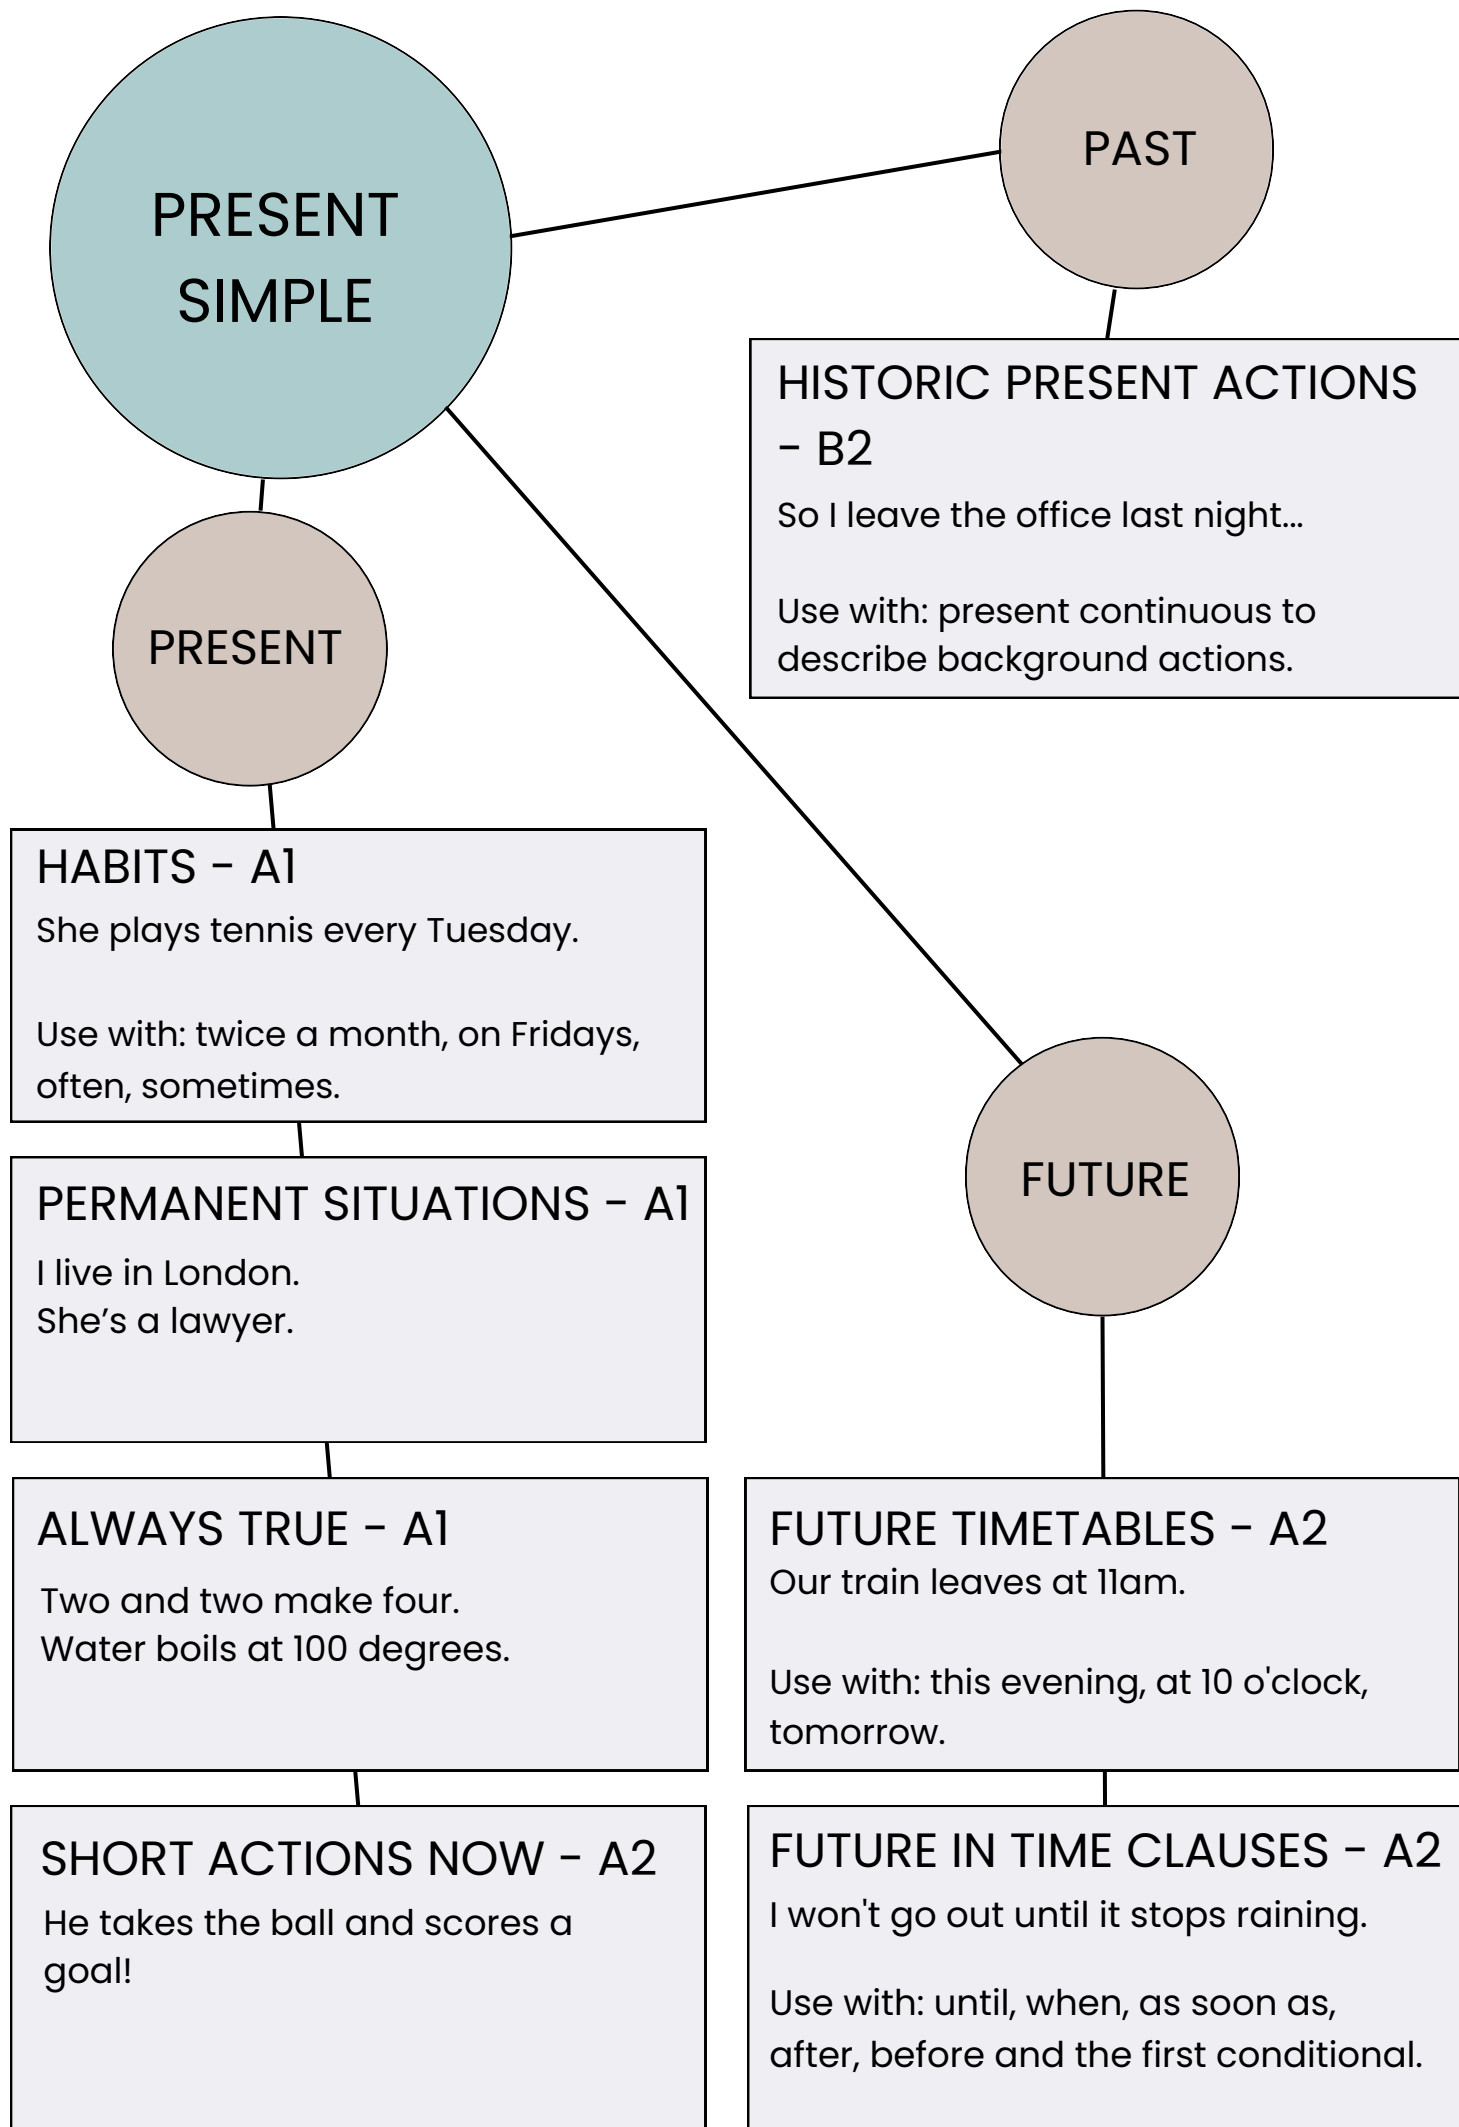 PRESENT
SIMPLE
PAST
HISTORIC PRESENT ACTIONS
- B2
So I leave the office last night...
Use with: present continuous to
describe background actions.
PRESENT
HABITS - A1
She plays tennis every Tuesday.
Use with: twice a month, on Fridays,
often, sometimes.
PERMANENT SITUATIONS - A1
I live in London.
She’s a lawyer.
ALWAYS TRUE - A1
Two and two make four.
Water boils at 100 degrees.
SHORT ACTIONS NOW - A2
He takes the ball and scores a
goal!
FUTURE
FUTURE TIMETABLES - A2
Our train leaves at 11am.
Use with: this evening, at 10 o'clock,
tomorrow.
FUTURE IN TIME CLAUSES - A2
I won't go out until it stops raining.
Use with: until, when, as soon as,
after, before and the first conditional.